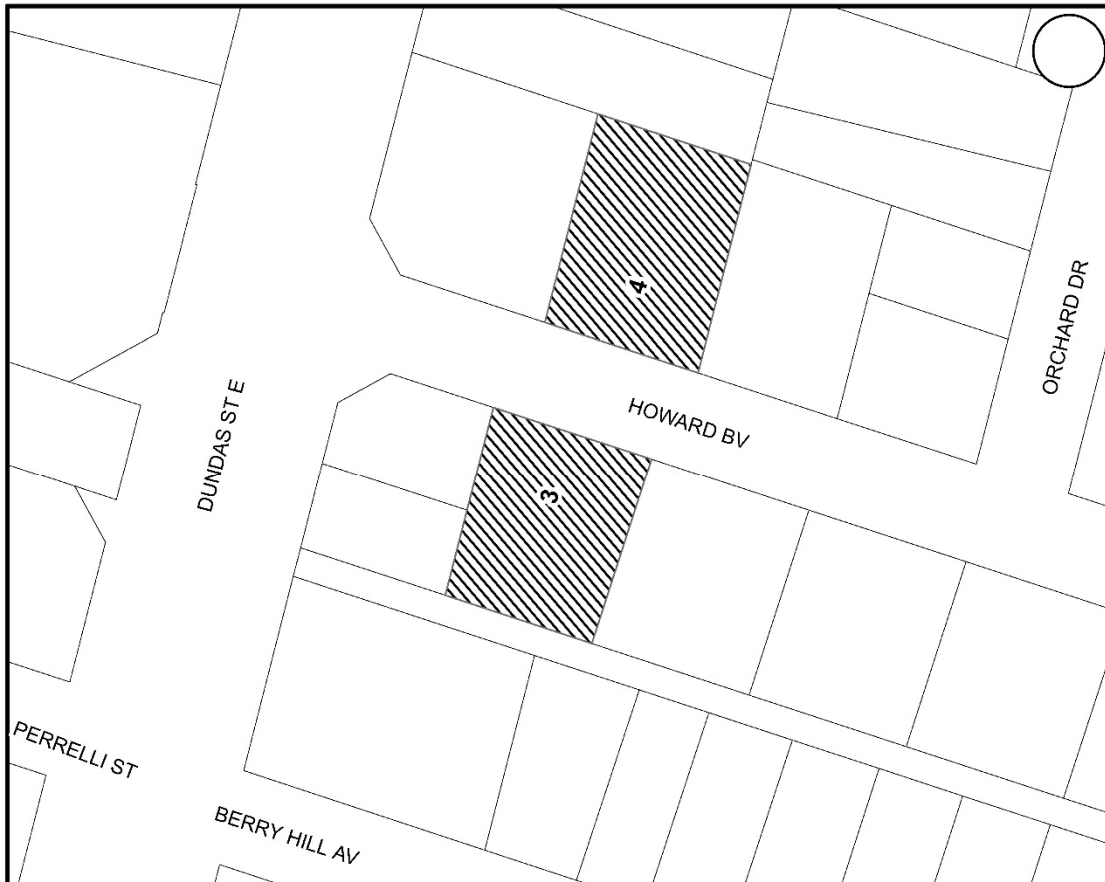 4
ORCHARD DR
HOWARD BV
DUNDAS ST E
3
PERRELLI ST
BERRY HILL AV